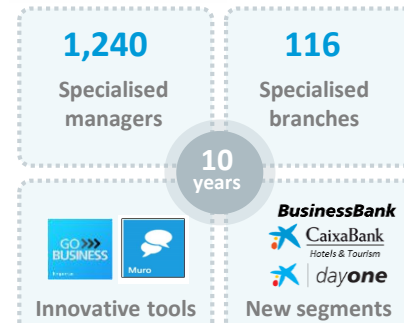 1,240
Specialised
managers
116
Specialised
branches
10
years
GO»»
BUSINESS
Muro
Innovative tools
BusinessBank
CaixaBank
Hotels & Tourism
dayone
New segments